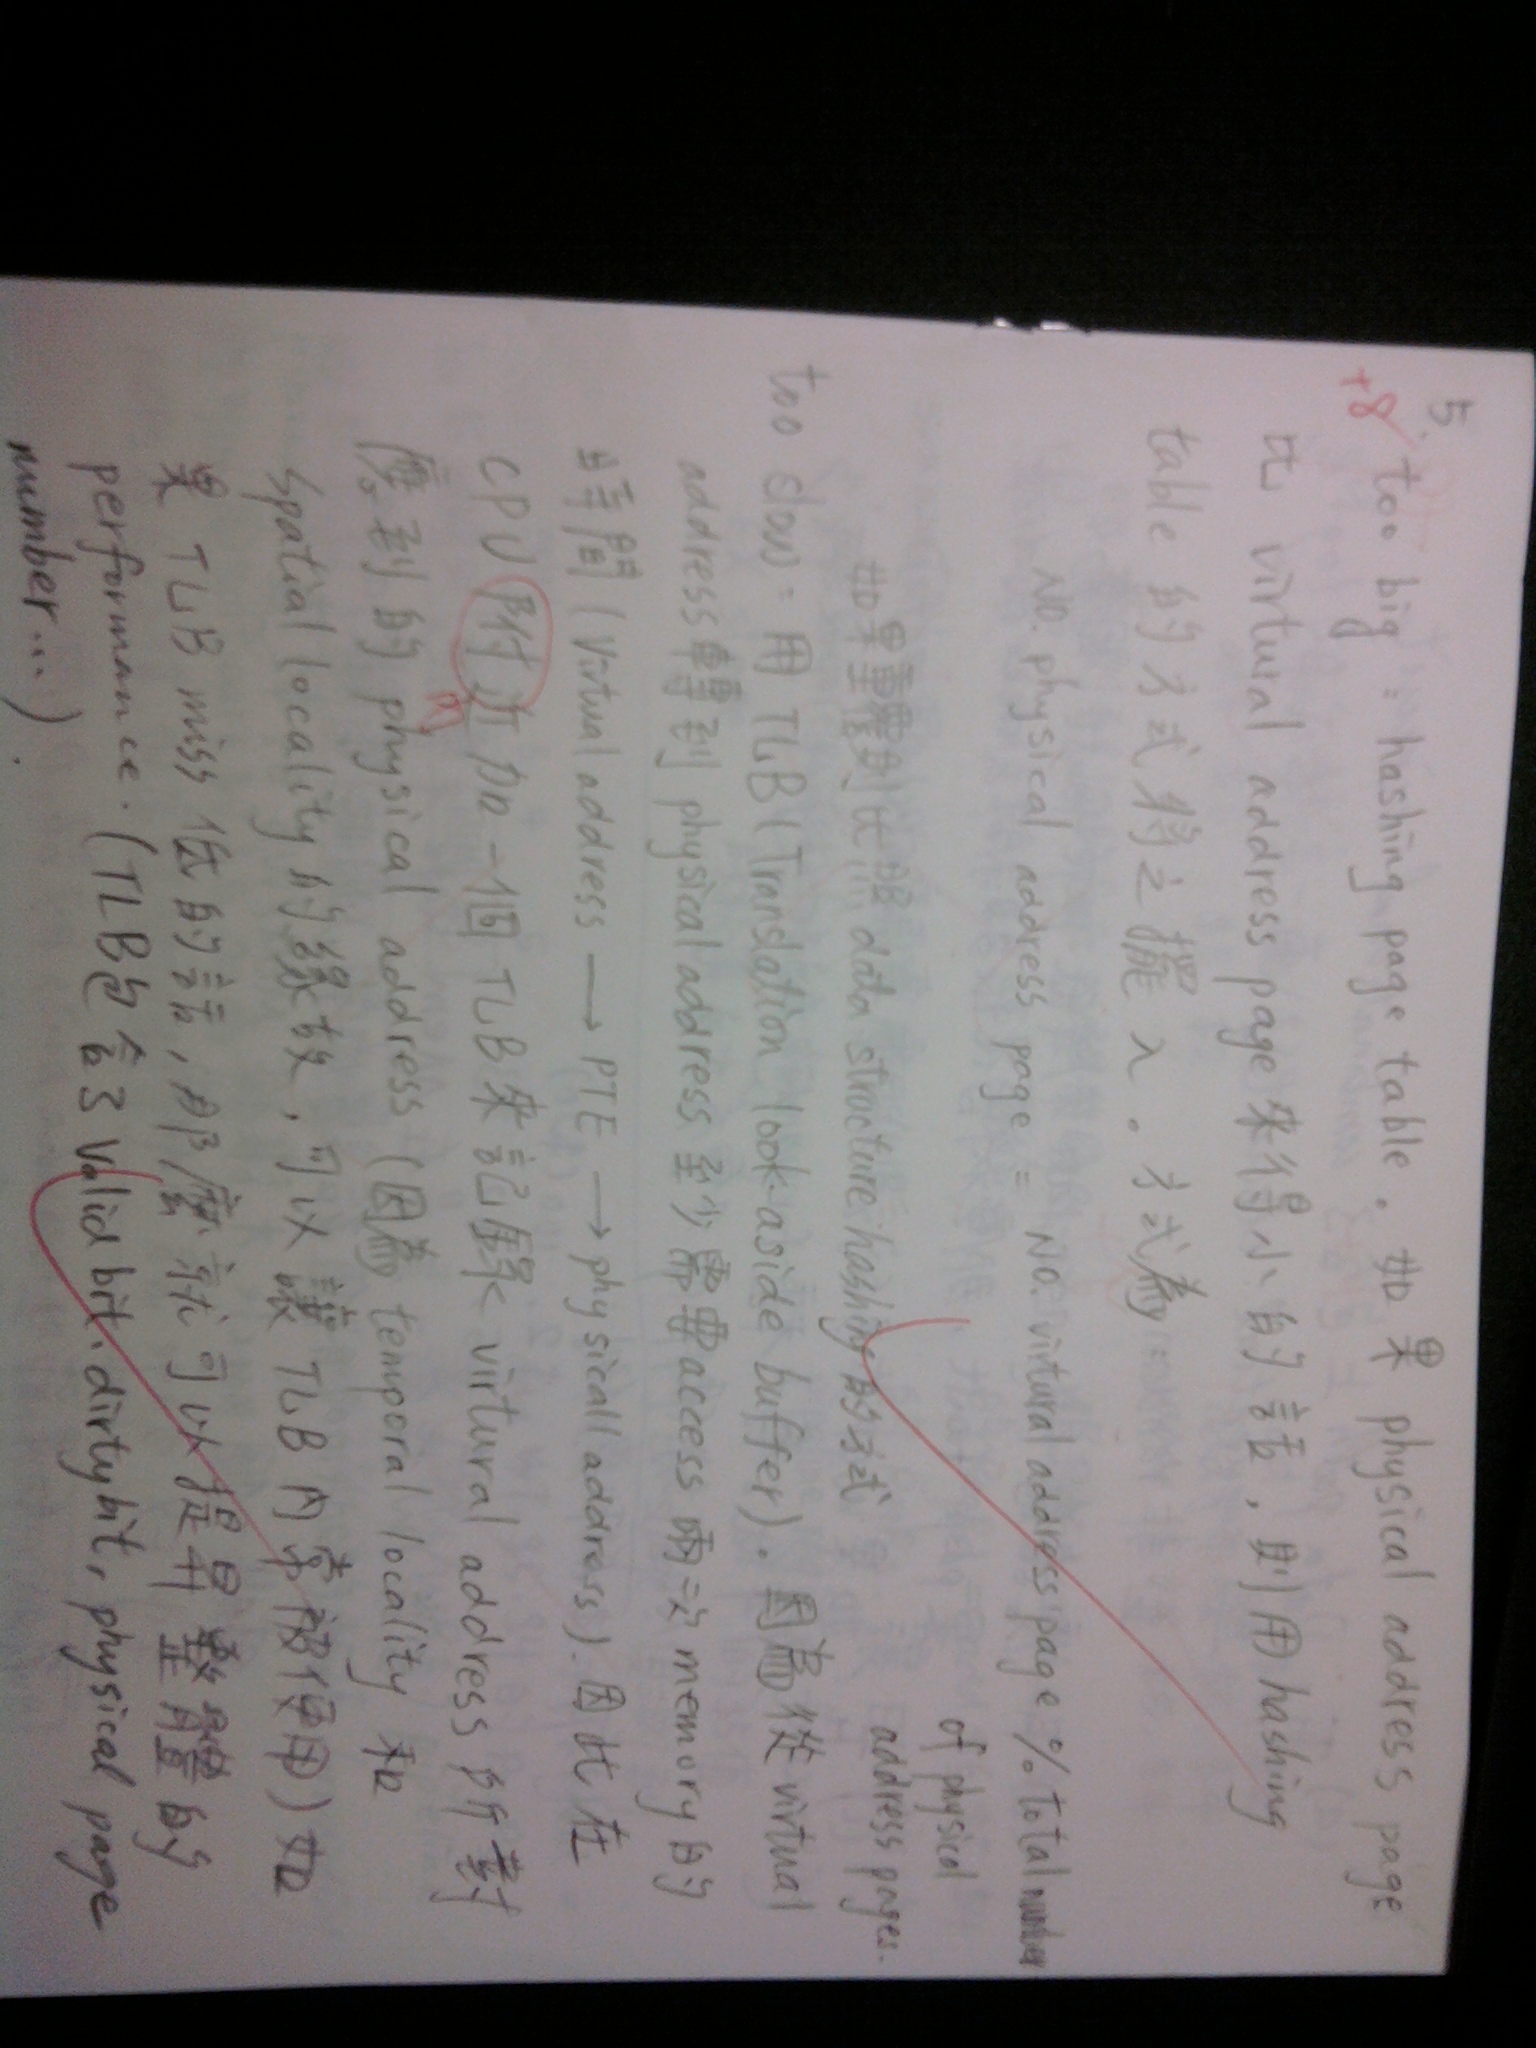 5.
+8
too big : hashing page table. 如果 physical address page
比 virtural address page 來得小的話, 則用 hashing
table 的方式將之擺入. 方式為:
NO. physical address page = NO. virtural address page % total number
of physical
address pages.
如果重覆則比照 data structure hashing 的方式
too slow: 用 TLB (Translation look-aside buffer). 因為從 virtual
address 轉到 physical address 至少需要 access 兩次 memory 的
時間 (Virtual address → PTE → physicall address). 因此在
CPU 附近加一個 TLB 來記錄 virtural address 所對
內
應到的 physical address (因為 temporal locality 和
spatial locality 的緣故, 可以讓 TLB 內常被使用) 如
果 TLB miss 低的話, 那麼就可以提昇整體的
performance. (TLB包含了 valid bit. dirty bit, physical page
number...).